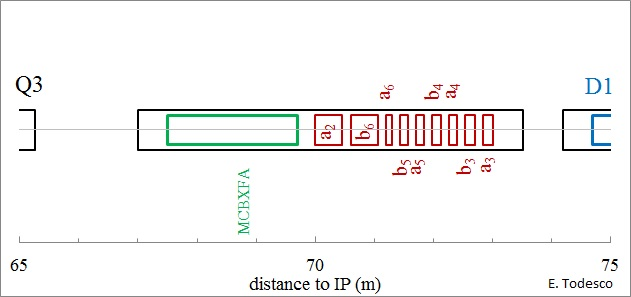 Q3
D1
a6
b4
a4
a2
b6
b5
a5
b3
a3
MCBXFA
65
70
75
distance to IP (m)
E. Todesco